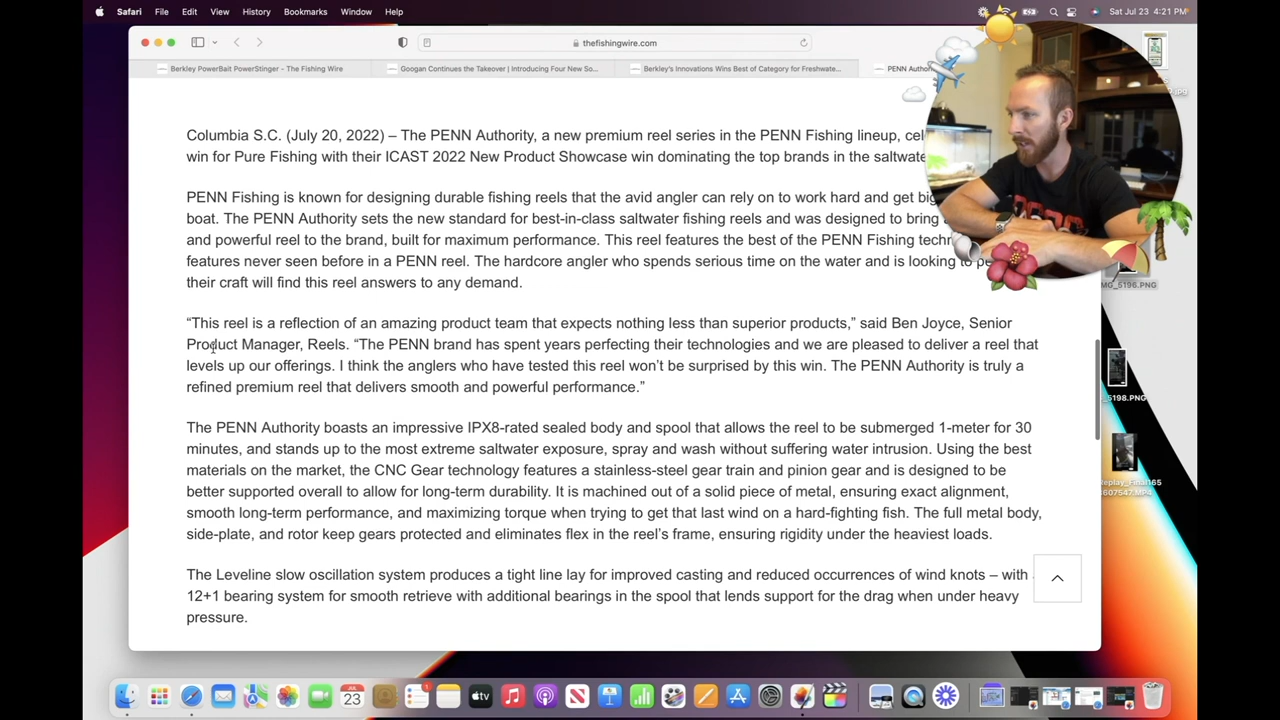 Safari File Edit View History Bookmarks Window Help
Sat Jul 23 4:21 PM
thefishingwire.com
Berkley PowerBait PowerStinger - The Fishing Wire
Googan Continues the Takeover | Introducing Four New So...
Berkley's Innovations Wins Best of Category for Freshwate...
PENN
Columbia S.C. (July 20, 2022) – The PENN Authority, a new premium reel series in the PENN Fishing lineup,
win for Pure Fishing with their ICAST 2022 New Product Showcase win dominating the top brands in the
PENN Fishing is known for designing durable fishing reels that the avid angler can rely on to work hard and get
boat. The PENN Authority sets the new standard for best-in-class saltwater fishing reels and was designed to bring
and powerful reel to the brand, built for maximum performance. This reel features the best of the PENN Fishing
features never seen before in a PENN reel. The hardcore angler who spends serious time on the water and is looking to
their craft will find this reel answers to any demand.
“This reel is a reflection of an amazing product team that expects nothing less than superior products,” said Ben Joyce, Senior
Product Manager, Reels. “The PENN brand has spent years perfecting their technologies and we are pleased to deliver a reel that
levels up our offerings. I think the anglers who have tested this reel won’t be surprised by this win. The PENN Authority is truly a
refined premium reel that delivers smooth and powerful performance.”
The PENN Authority boasts an impressive IPX8-rated sealed body and spool that allows the reel to be submerged 1-meter for 30
minutes, and stands up to the most extreme saltwater exposure, spray and wash without suffering water intrusion. Using the best
materials on the market, the CNC Gear technology features a stainless-steel gear train and pinion gear and is designed to be
better supported overall to allow for long-term durability. It is machined out of a solid piece of metal, ensuring exact alignment,
smooth long-term performance, and maximizing torque when trying to get that last wind on a hard-fighting fish. The full metal body,
side-plate, and rotor keep gears protected and eliminates flex in the reel’s frame, ensuring rigidity under the heaviest loads.
The Leveline slow oscillation system produces a tight line lay for improved casting and reduced occurrences of wind knots – with
12+1 bearing system for smooth retrieve with additional bearings in the spool that lends support for the drag when under heavy
pressure.
MG_5196.PNG
5198.PNG
eplay_Final165
607547.MP4
JUL
23
tv